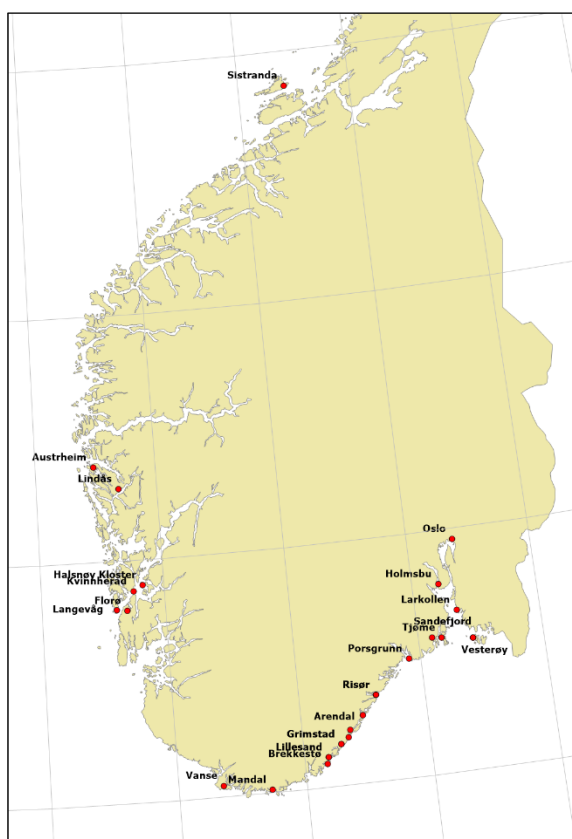 Sistranda
Austrheim
Lindås
Oslo
Halsnøy Kloster
Kvinnherad
Holmsbu
Florø
Larkollen
Langevåg
Sandefjord
Tjøme
Porsgrunn
Vesterøy
Risør
Arendal
Grimstad
Lillesand
Brekkestø
Vanse
Mandal